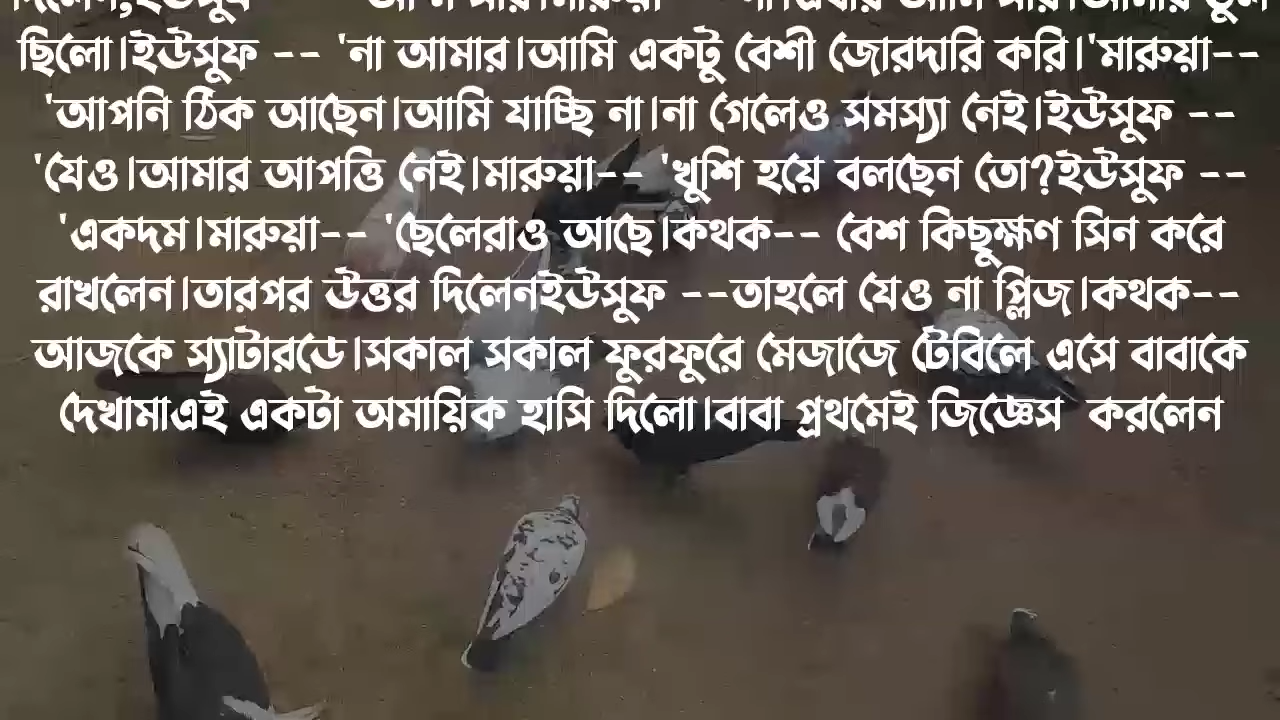 ছিলো।ইউসুফ -- 'না আমার।আমি একটু বেশী জোরদারি করি।'মারুয়া--
'আপনি ঠিক আছেন।আমি যাচ্ছি না।না গেলেও সমস্যা নেই।ইউসুফ --
'যেও।আমার আপত্তি নেই।মারুয়া-- 'খুশি হয়ে বলছেন তো?ইউসুফ --
'একদম।মারুয়া-- 'ছেলেরাও আছে।কথক-- বেশ কিছুক্ষণ সিন করে
রাখলেন।তারপর উত্তর দিলেনইউসুফ --তাহলে যেও না প্লিজ।কথক--
আজকে স্যাটারডে।সকাল সকাল ফুরফুরে মেজাজে টেবিলে এসে বাবাকে
দেখামাএই একটা অমায়িক হাসি দিলো।বাবা প্রথমেই জিজ্ঞেস করলেন